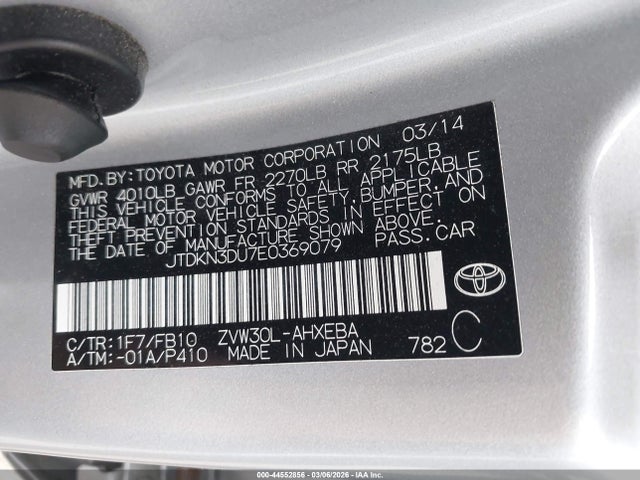 MFD.BY:TOYOTA MOTOR CORPORATION 03/14
GVWR 4010LB GAWR FR 2270LB RR 2175LB
THIS VEHICLE CONFORMS TO ALL APPLICABLE
FEDERAL MOTOR VEHICLE SAFETY,BUMPER,AND
THEFT PREVENTION STANDARDS IN EFFECT ON
THE DATE OF MANUFACTURE SHOWN ABOVE.
JTDKN3DU7E0369079 PASS.CAR
C/TR:1F7/FB10 ZVW30L-AHXEBA
A/TM:-01A/P410 MADE IN JAPAN 782 C
000-44552856 | 03/06/2026 | IAA Inc.